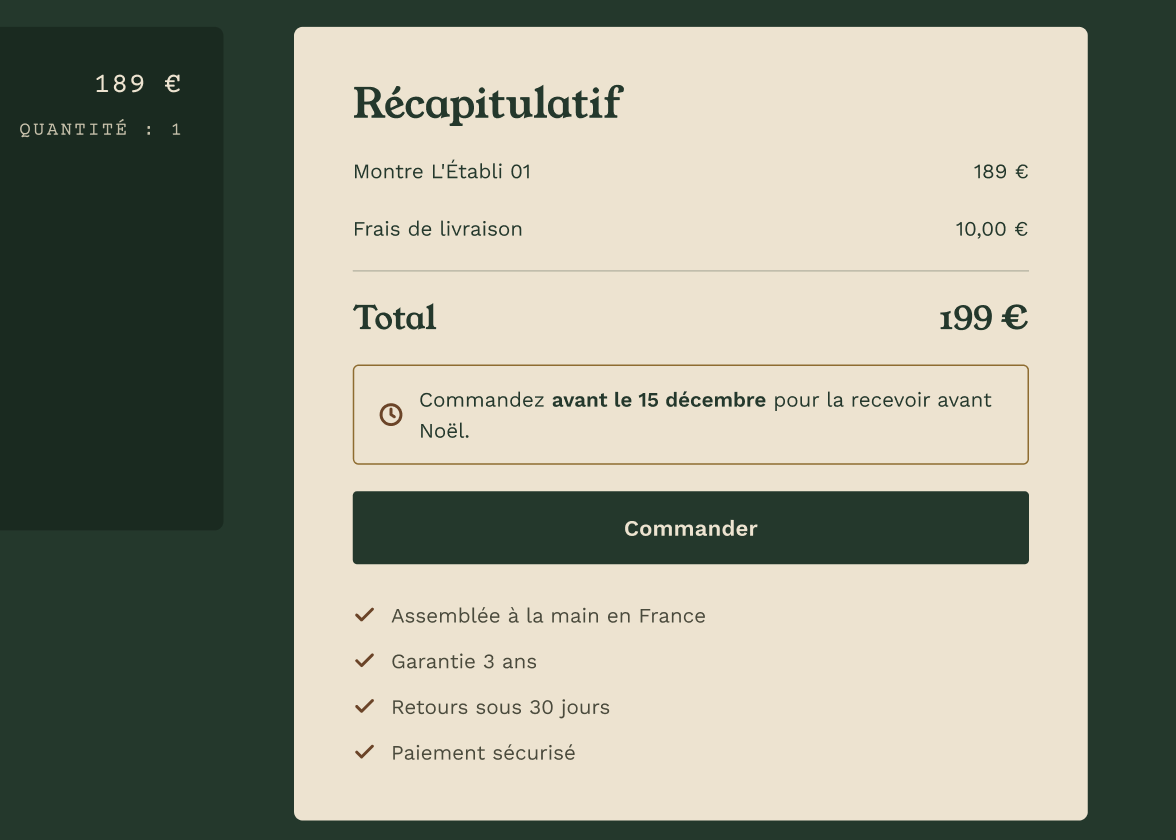 189 €
QUANTITÉ : 1
Récapitulatif
Montre L'Établi 01 189 €
Frais de livraison 10,00 €
Total 199 €
Commandez avant le 15 décembre pour la recevoir avant
Noël.
Commander
Assemblée à la main en France
Garantie 3 ans
Retours sous 30 jours
Paiement sécurisé